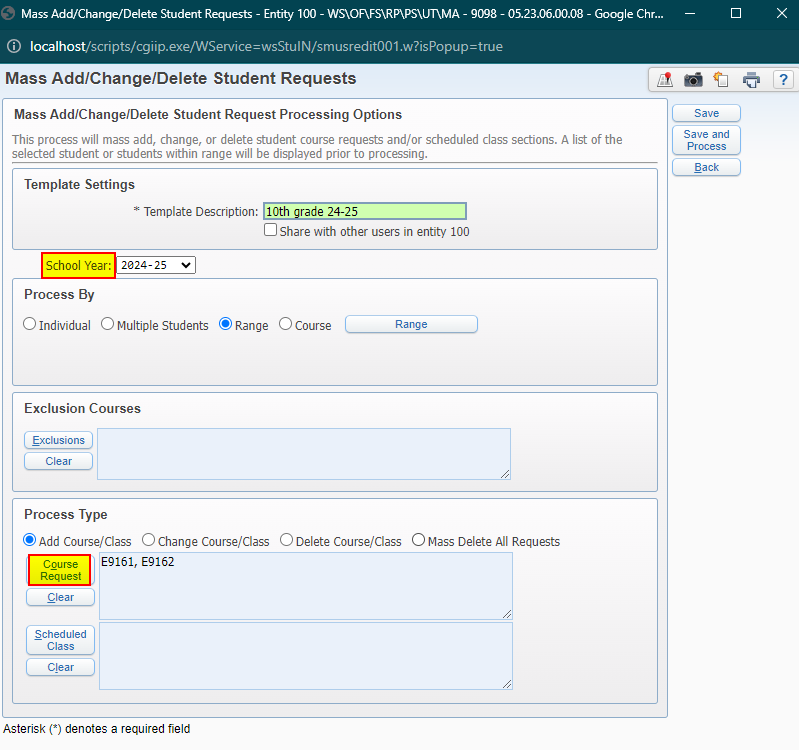 Mass Add/Change/Delete Student Requests - Entity 100 - WS\OF\FS\RP\PS\UT\MA - 9098 - 05.23.06.00.08 - Google Chr...
localhost/scripts/cgiip.exe/WService=wsStuIN/smusredit001.w?isPopup=true
Mass Add/Change/Delete Student Requests
?
Mass Add/Change/Delete Student Request Processing Options
This process will mass add, change, or delete student course requests and/or scheduled class sections. A list of the
selected student or students within range will be displayed prior to processing.
Save
Save and
Process
Back
Template Settings
* Template Description: 10th grade 24-25
Share with other users in entity 100
School Year: 2024-25
Process By
Individual Multiple Students Range Course Range
Exclusion Courses
Exclusions
Clear
Process Type
Add Course/Class Change Course/Class Delete Course/Class Mass Delete All Requests
Course
Request
E9161, E9162
Clear
Scheduled
Class
Clear
Asterisk (*) denotes a required field